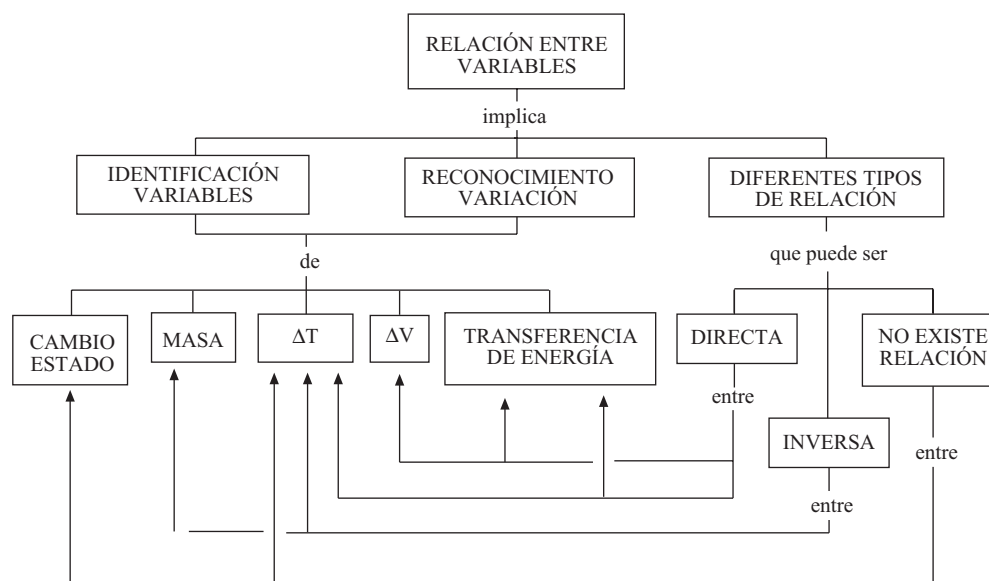 RELACIÓN ENTRE
VARIABLES
implica
IDENTIFICACIÓN
VARIABLES
RECONOCIMIENTO
VARIACIÓN
DIFERENTES TIPOS
DE RELACIÓN
de
que puede ser
CAMBIO
ESTADO
MASA
ΔT
ΔV
TRANSFERENCIA
DE ENERGÍA
DIRECTA
NO EXISTE
RELACIÓN
entre
INVERSA
entre
entre